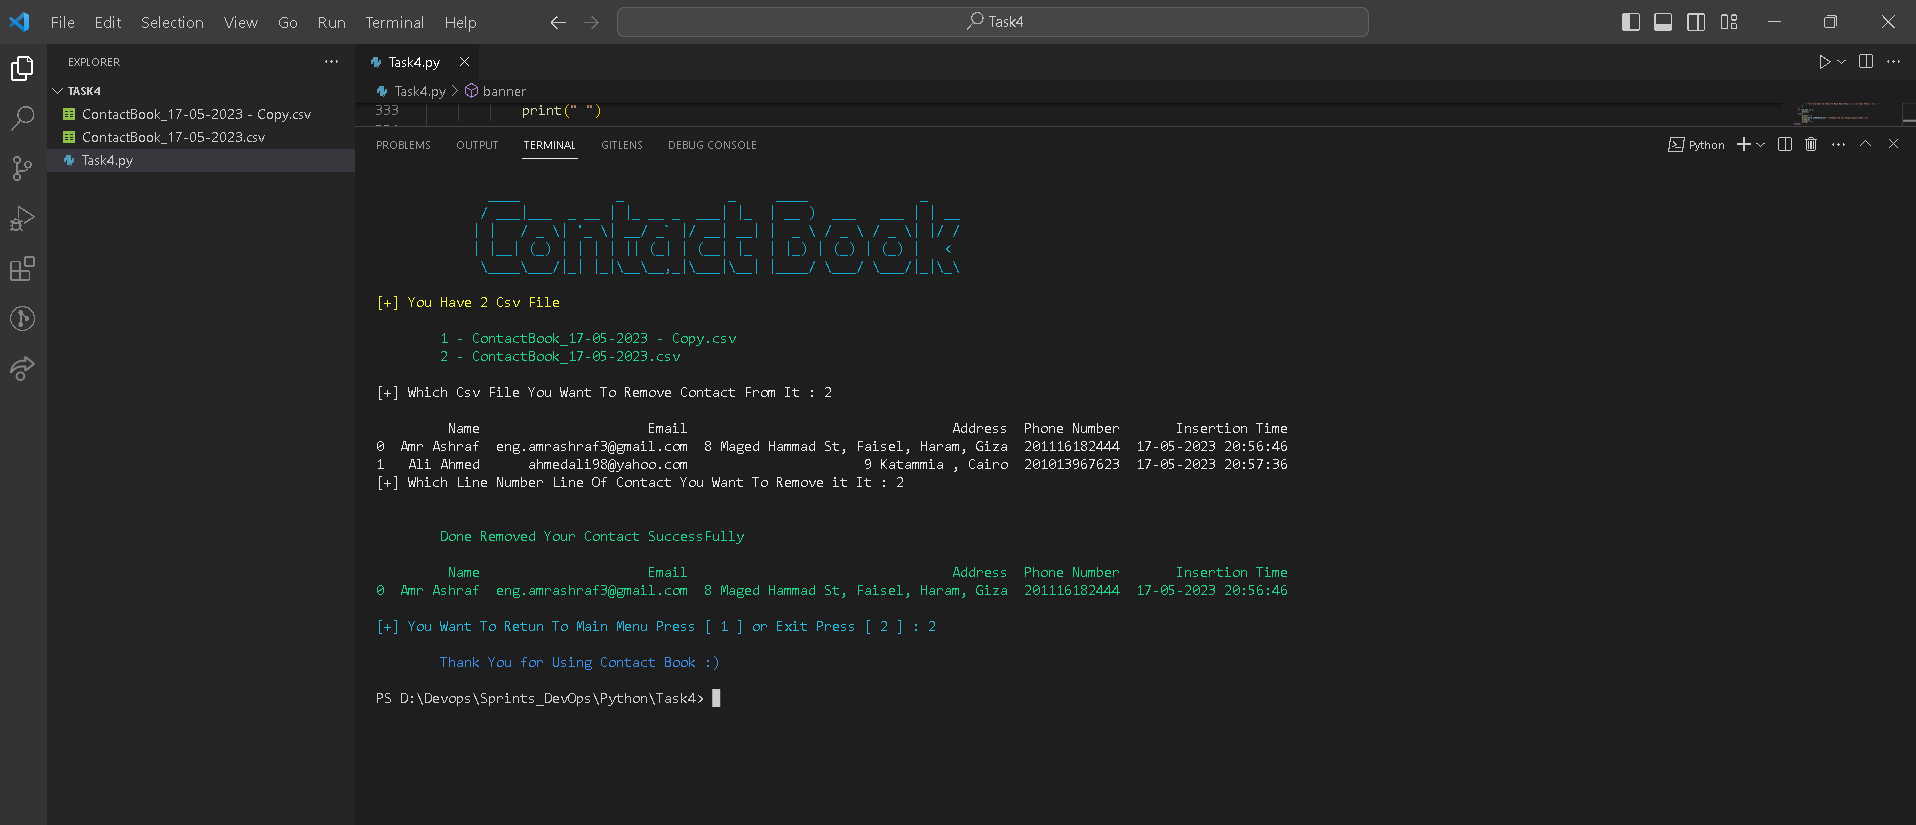 File Edit Selection View Go Run Terminal Help
Task4
EXPLORER
TASK4
ContactBook_17-05-2023 - Copy.csv
ContactBook_17-05-2023.csv
Task4.py
Task4.py
Task4.py > banner
333 print(" ")
PROBLEMS OUTPUT TERMINAL GITLENS DEBUG CONSOLE
Python
Contact Book
[+] You Have 2 Csv File
1 - ContactBook_17-05-2023 - Copy.csv
2 - ContactBook_17-05-2023.csv
[+] Which Csv File You Want To Remove Contact From It : 2
Name Email Address Phone Number Insertion Time
0 Amr Ashraf eng.amrashraf3@gmail.com 8 Maged Hammad St, Faisel, Haram, Giza 201116182444 17-05-2023 20:56:46
1 Ali Ahmed ahmedali98@yahoo.com 9 Katammia , Cairo 201013967623 17-05-2023 20:57:36
[+] Which Line Number Line Of Contact You Want To Remove it It : 2
Done Removed Your Contact SuccessFully
Name Email Address Phone Number Insertion Time
0 Amr Ashraf eng.amrashraf3@gmail.com 8 Maged Hammad St, Faisel, Haram, Giza 201116182444 17-05-2023 20:56:46
[+] You Want To Retun To Main Menu Press [ 1 ] or Exit Press [ 2 ] : 2
Thank You for Using Contact Book :)
PS D:\Devops\Sprints_DevOps\Python\Task4>